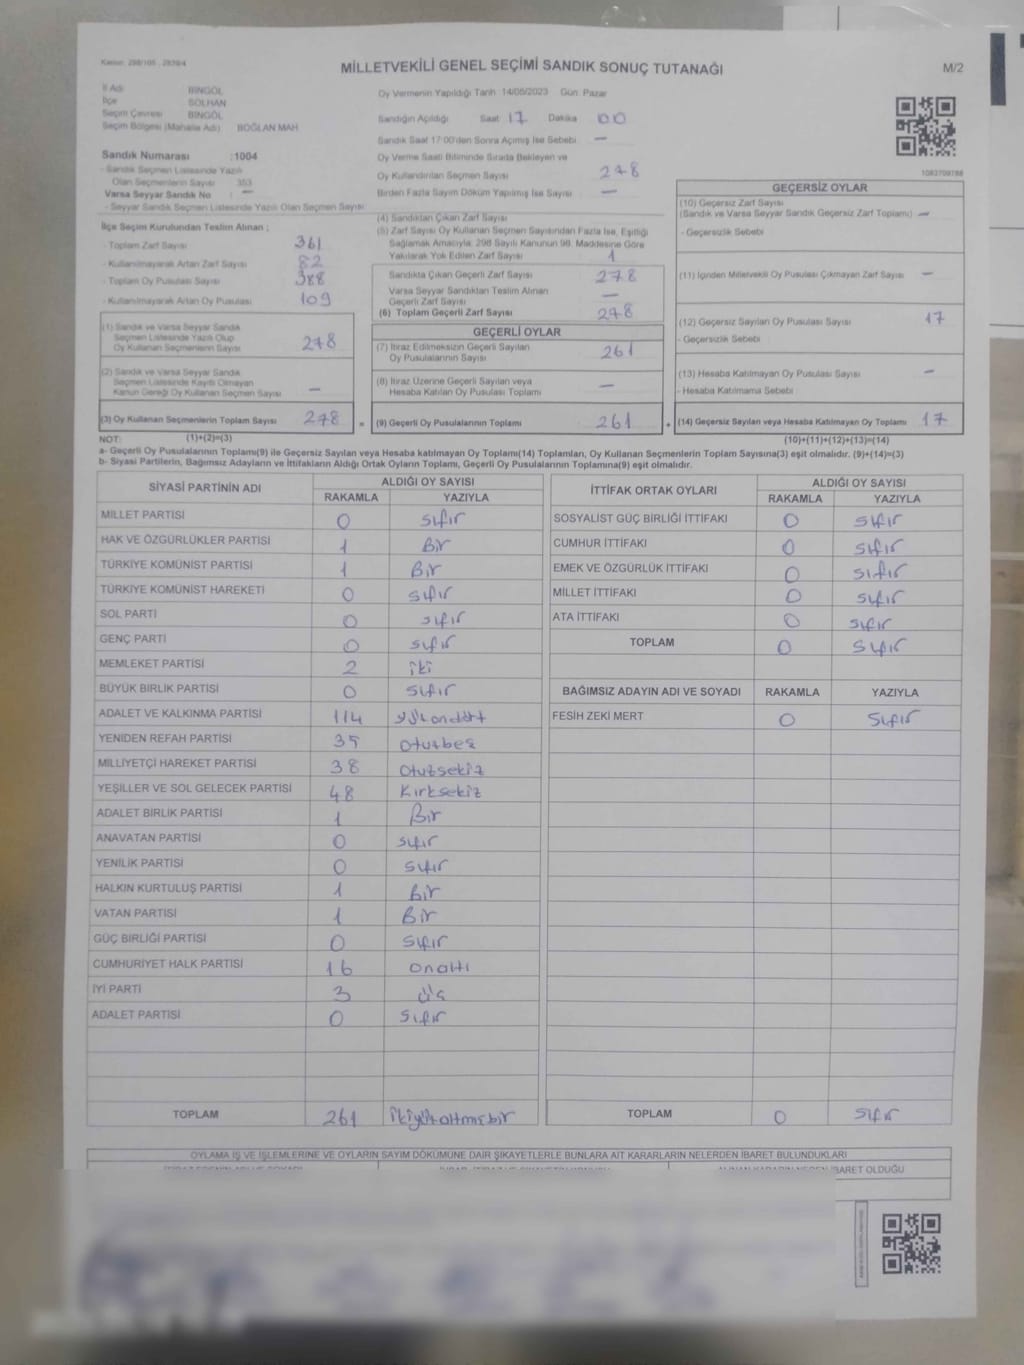 Kanun: 298/105 - 2839/4
MİLLETVEKİLİ GENEL SEÇİMİ SANDIK SONUÇ TUTANAĞI
M/2
İl Adı BİNGÖL
İlçe SOLHAN
Seçim Çevresi BİNGÖL
Seçim Bölgesi (Mahalle Adı) BOĞLAN MAH
Sandık Numarası :1004
- Sandık Seçmen Listesinde Yazılı
Olan Seçmenlerin Sayısı 353
Varsa Seyyar Sandık No : -
- Seyyar Sandık Seçmen Listesinde Yazılı Olan Seçmen Sayısı
Oy Vermenin Yapıldığı Tarih :14/05/2023 Gün: Pazar
Sandığın Açıldığı Saat 17 Dakika 00
Sandık Saat 17:00'den Sonra Açılmış İse Sebebi -
Oy Verme Saati Bitiminde Sırada Bekleyen ve
Oy Kullandırılan Seçmen Sayısı 278
Birden Fazla Sayım Döküm Yapılmış İse Sayısı -
1083709788
İlçe Seçim Kurulundan Teslim Alınan ;
- Toplam Zarf Sayısı 361
- Kullanılmayarak Artan Zarf Sayısı 82
- Toplam Oy Pusulası Sayısı 388
- Kullanılmayarak Artan Oy Pusulası 109
(4) Sandıktan Çıkan Zarf Sayısı
(5) Zarf Sayısı Oy Kullanan Seçmen Sayısından Fazla İse, Eşitliği
Sağlamak Amacıyla; 298 Sayılı Kanunun 98. Maddesine Göre
Yakılarak Yok Edilen Zarf Sayısı 1
Sandıkta Çıkan Geçerli Zarf Sayısı 278
Varsa Seyyar Sandıktan Teslim Alınan
Geçerli Zarf Sayısı -
(6) Toplam Geçerli Zarf Sayısı 278
GEÇERSİZ OYLAR
(10) Geçersiz Zarf Sayısı
(Sandık ve Varsa Seyyar Sandık Geçersiz Zarf Toplamı) -
- Geçersizlik Sebebi
(11) İçinden Milletvekili Oy Pusulası Çıkmayan Zarf Sayısı -
(12) Geçersiz Sayılan Oy Pusulası Sayısı 17
- Geçersizlik Sebebi
(13) Hesaba Katılmayan Oy Pusulası Sayısı -
- Hesaba Katılmama Sebebi
(1) Sandık ve Varsa Seyyar Sandık
Seçmen Listesinde Yazılı Olup
Oy Kullanan Seçmenlerin Sayısı 278
(2) Sandık ve Varsa Seyyar Sandık
Seçmen Listesinde Kayıtlı Olmayan
Kanun Gereği Oy Kullanan Seçmen Sayısı -
GEÇERLİ OYLAR
(7) İtiraz Edilmeksizin Geçerli Sayılan
Oy Pusulalarının Sayısı 261
(8) İtiraz Üzerine Geçerli Sayılan veya
Hesaba Katılan Oy Pusulası Toplamı -
(3) Oy Kullanan Seçmenlerin Toplam Sayısı 278 = (9) Geçerli Oy Pusulalarının Toplamı 261 + (14) Geçersiz Sayılan veya Hesaba Katılmayan Oy Toplamı 17
NOT: (1)+(2)=(3) (10)+(11)+(12)+(13)=(14)
a- Geçerli Oy Pusulalarının Toplamı(9) ile Geçersiz Sayılan veya Hesaba katılmayan Oy Toplamı(14) Toplamları, Oy Kullanan Seçmenlerin Toplam Sayısına(3) eşit olmalıdır. (9)+(14)=(3)
b- Siyasi Partilerin, Bağımsız Adayların ve İttifakların Aldığı Ortak Oyların Toplamı, Geçerli Oy Pusulalarının Toplamına(9) eşit olmalıdır.
SİYASİ PARTİNİN ADI ALDIĞI OY SAYISI
RAKAMLA YAZIYLA
MİLLET PARTİSİ 0 sıfır
HAK VE ÖZGÜRLÜKLER PARTİSİ 1 Bir
TÜRKİYE KOMÜNİST PARTİSİ 1 Bir
TÜRKİYE KOMÜNİST HAREKETİ 0 sıfır
SOL PARTİ 0 sıfır
GENÇ PARTİ 0 sıfır
MEMLEKET PARTİSİ 2 iki
BÜYÜK BİRLİK PARTİSİ 0 sıfır
ADALET VE KALKINMA PARTİSİ 114 yüzondört
YENİDEN REFAH PARTİSİ 35 Otuzbeş
MİLLİYETÇİ HAREKET PARTİSİ 38 Otuzsekiz
YEŞİLLER VE SOL GELECEK PARTİSİ 48 Kırksekiz
ADALET BİRLİK PARTİSİ 1 Bir
ANAVATAN PARTİSİ 0 sıfır
YENİLİK PARTİSİ 0 sıfır
HALKIN KURTULUŞ PARTİSİ 1 Bir
VATAN PARTİSİ 1 Bir
GÜÇ BİRLİĞİ PARTİSİ 0 sıfır
CUMHURİYET HALK PARTİSİ 16 onaltı
İYİ PARTİ 3 üç
ADALET PARTİSİ 0 sıfır
TOPLAM 261 ikiyüzaltmışbir
İTTİFAK ORTAK OYLARI ALDIĞI OY SAYISI
RAKAMLA YAZIYLA
SOSYALİST GÜÇ BİRLİĞİ İTTİFAKI 0 sıfır
CUMHUR İTTİFAKI 0 sıfır
EMEK VE ÖZGÜRLÜK İTTİFAKI 0 sıfır
MİLLET İTTİFAKI 0 sıfır
ATA İTTİFAKI 0 sıfır
TOPLAM 0 sıfır
BAĞIMSIZ ADAYIN ADI VE SOYADI RAKAMLA YAZIYLA
FESİH ZEKİ MERT 0 sıfır
TOPLAM 0 sıfır
OYLAMA İŞ VE İŞLEMLERİNE VE OYLARIN SAYIM DÖKÜMÜNE DAİR ŞİKAYETLERLE BUNLARA AİT KARARLARIN NELERDEN İBARET BULUNDUKLARI
İBARET OLDUĞU